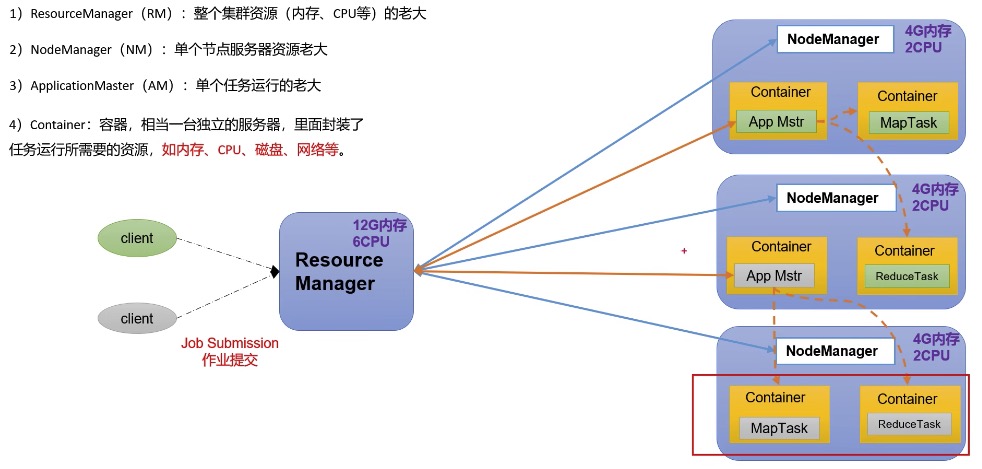 1）ResourceManager（RM）：整个集群资源（内存、CPU等）的老大
2）NodeManager（NM）：单个节点服务器资源老大
3）ApplicationMaster（AM）：单个任务运行的老大
4）Container：容器，相当一台独立的服务器，里面封装了
任务运行所需要的资源，如内存、CPU、磁盘、网络等。
client
client
Job Submission
作业提交
12G内存
6CPU
Resource
Manager
NodeManager
4G内存
2CPU
Container
App Mstr
Container
MapTask
NodeManager
4G内存
2CPU
Container
App Mstr
Container
ReduceTask
NodeManager
4G内存
2CPU
Container
MapTask
Container
ReduceTask